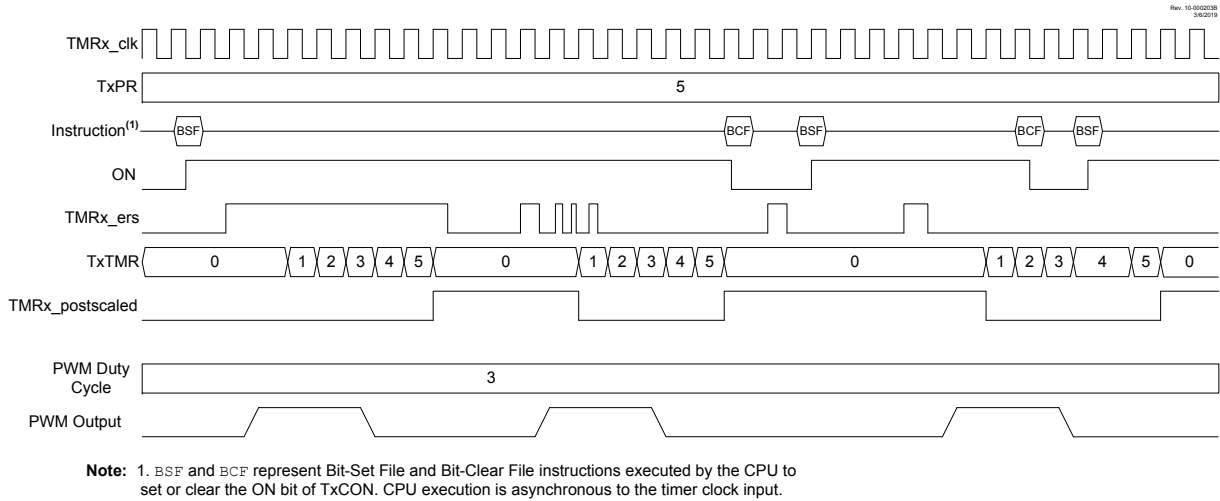 Rev. 10-000203B
3/6/2019
TMRx_clk
TxPR 5
Instruction(1) BSF BCF BSF BCF BSF
ON
TMRx_ers
TxTMR 0 1 2 3 4 5 0 1 2 3 4 5 0 1 2 3 4 5 0
TMRx_postscaled
PWM Duty
Cycle 3
PWM Output
Note: 1. BSF and BCF represent Bit-Set File and Bit-Clear File instructions executed by the CPU to
set or clear the ON bit of TxCON. CPU execution is asynchronous to the timer clock input.